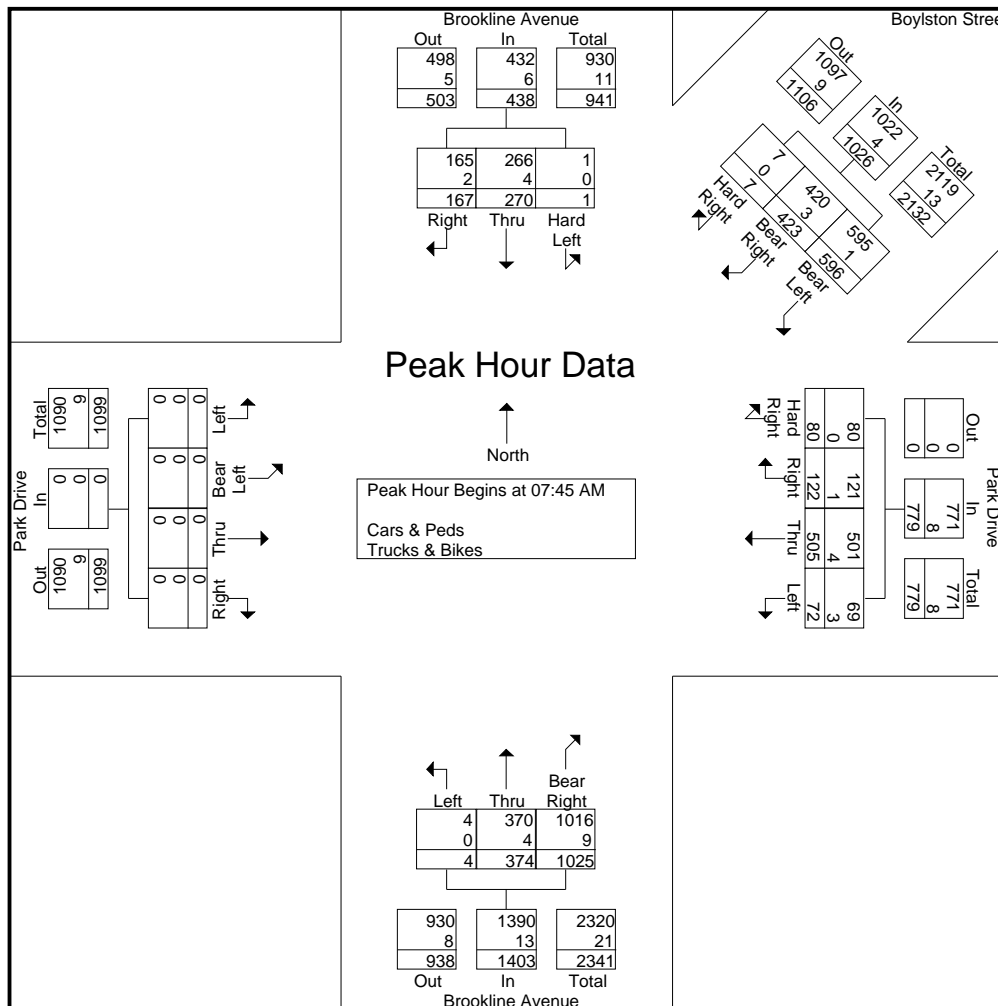 Brookline Avenue
Out In Total
498 432 930
5 6 11
503 438 941
165 266 1
2 4 0
167 270 1
Right Thru Hard
Left
Boylston Stree
Out
1097
9
1106
In
1022
4
1026
Total
2119
13
2132
7 420 595
0 3 1
7 423 596
Hard
Right
Bear
Right
Bear
Left
Peak Hour Data
North
Peak Hour Begins at 07:45 AM
Cars & Peds
Trucks & Bikes
Park Drive
Total
1090
9
1099
In
0
0
0
Out
1090
9
1099
Left
0
0
0
Bear
Left
0
0
0
Thru
0
0
0
Right
0
0
0
Hard
Right
80
0
80
Right
121
1
122
Thru
501
4
505
Left
69
3
72
Park Drive
Out
0
0
0
In
771
8
779
Total
771
8
779
Left Thru Bear
Right
4 370 1016
0 4 9
4 374 1025
930 1390 2320
8 13 21
938 1403 2341
Out In Total
Brookline Avenue